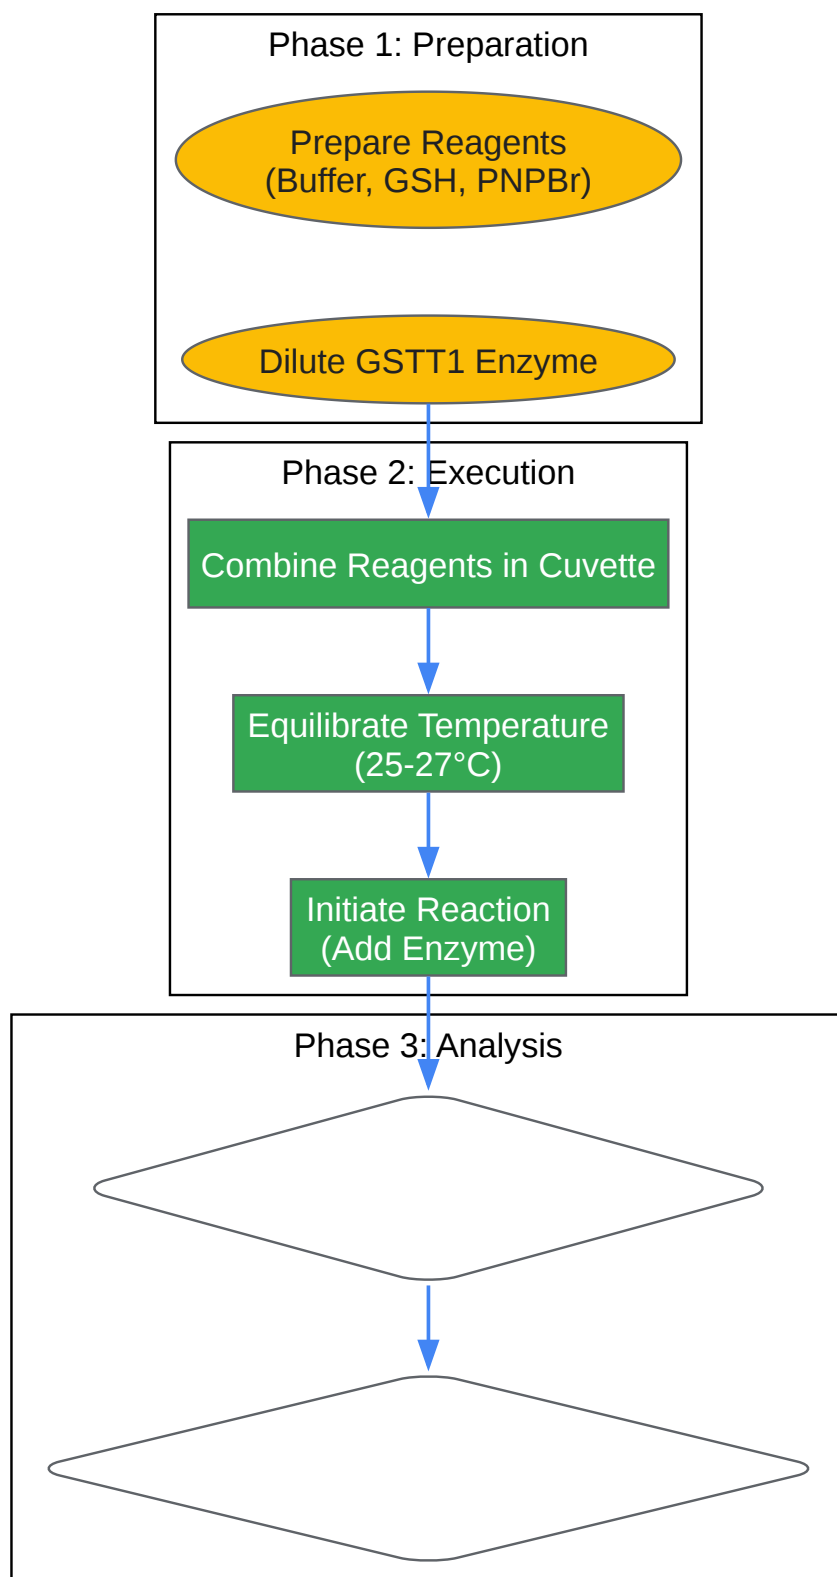 Phase 1: Preparation
Prepare Reagents
(Buffer, GSH, PNPBr)
Dilute GSTT1 Enzyme
Phase 2: Execution
Combine Reagents in Cuvette
Equilibrate Temperature
(25-27°C)
Initiate Reaction
(Add Enzyme)
Phase 3: Analysis